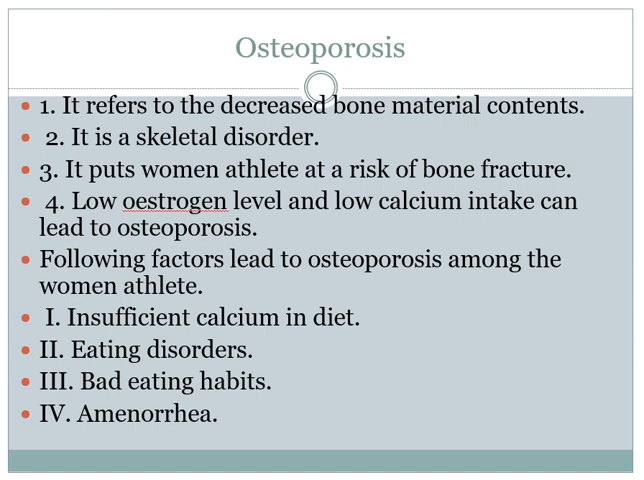 Osteoporosis
• 1. It refers to the decreased bone material contents.
• 2. It is a skeletal disorder.
• 3. It puts women athlete at a risk of bone fracture.
• 4. Low oestrogen level and low calcium intake can
lead to osteoporosis.
• Following factors lead to osteoporosis among the
women athlete.
• I. Insufficient calcium in diet.
• II. Eating disorders.
• III. Bad eating habits.
• IV. Amenorrhea.